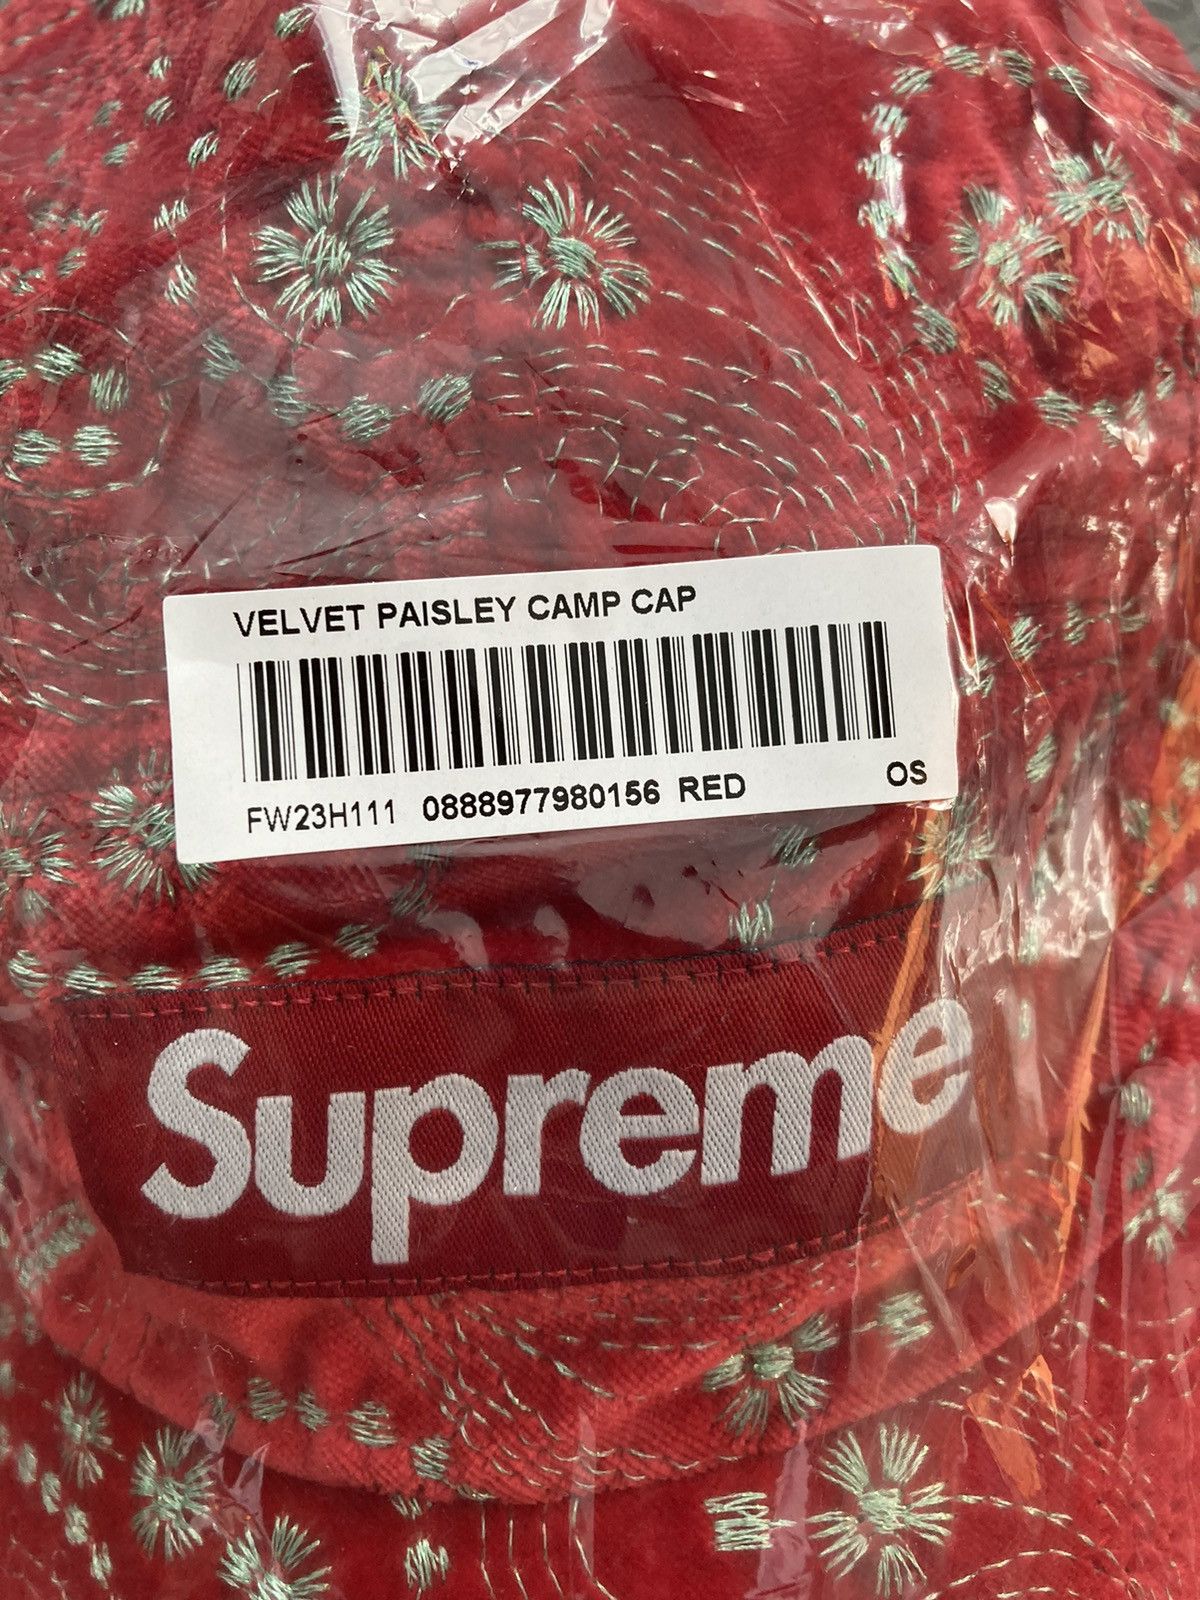 VELVET PAISLEY CAMP CAP
FW23H111 0888977980156 RED OS
Supreme